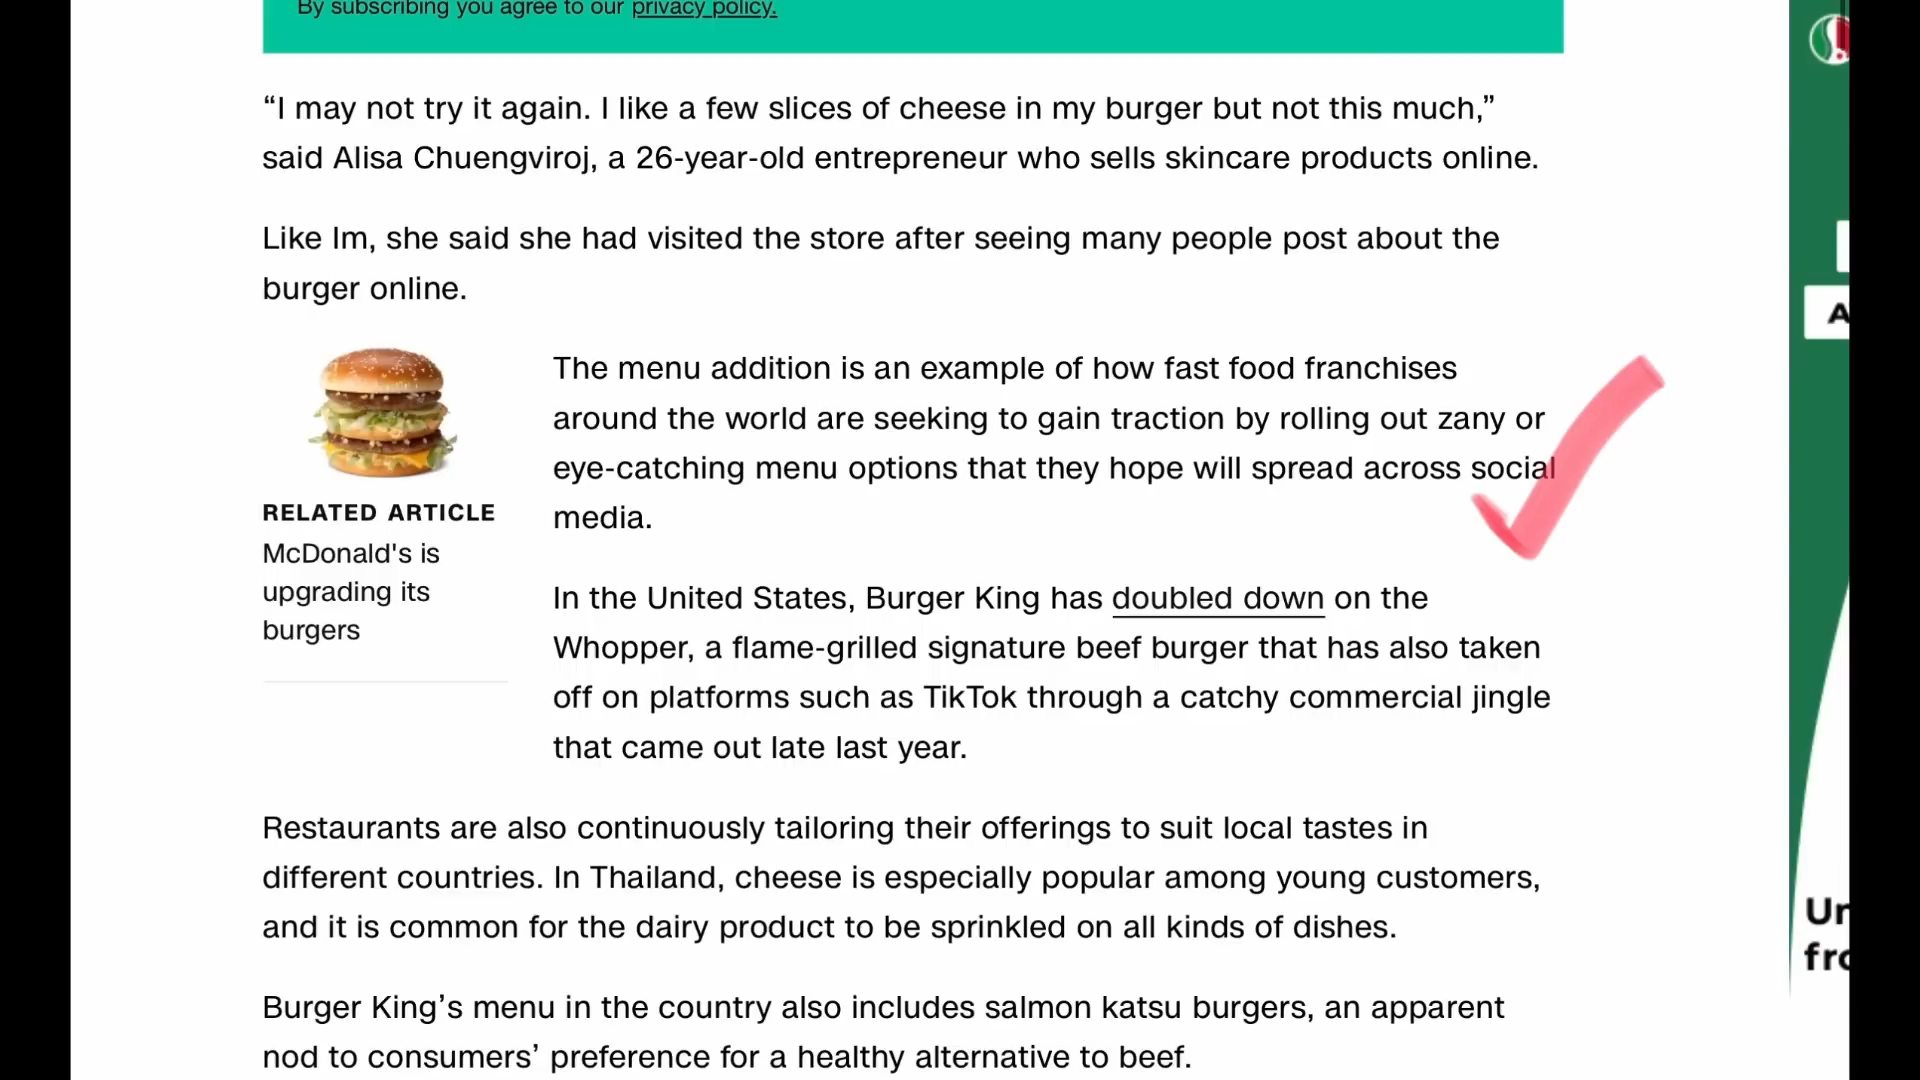 By subscribing you agree to our privacy policy.
“I may not try it again. I like a few slices of cheese in my burger but not this much,”
said Alisa Chuengviroj, a 26-year-old entrepreneur who sells skincare products online.
Like Im, she said she had visited the store after seeing many people post about the
burger online.
RELATED ARTICLE
McDonald's is
upgrading its
burgers
The menu addition is an example of how fast food franchises
around the world are seeking to gain traction by rolling out zany or
eye-catching menu options that they hope will spread across social
media.
In the United States, Burger King has doubled down on the
Whopper, a flame-grilled signature beef burger that has also taken
off on platforms such as TikTok through a catchy commercial jingle
that came out late last year.
Restaurants are also continuously tailoring their offerings to suit local tastes in
different countries. In Thailand, cheese is especially popular among young customers,
and it is common for the dairy product to be sprinkled on all kinds of dishes.
Burger King’s menu in the country also includes salmon katsu burgers, an apparent
nod to consumers’ preference for a healthy alternative to beef.